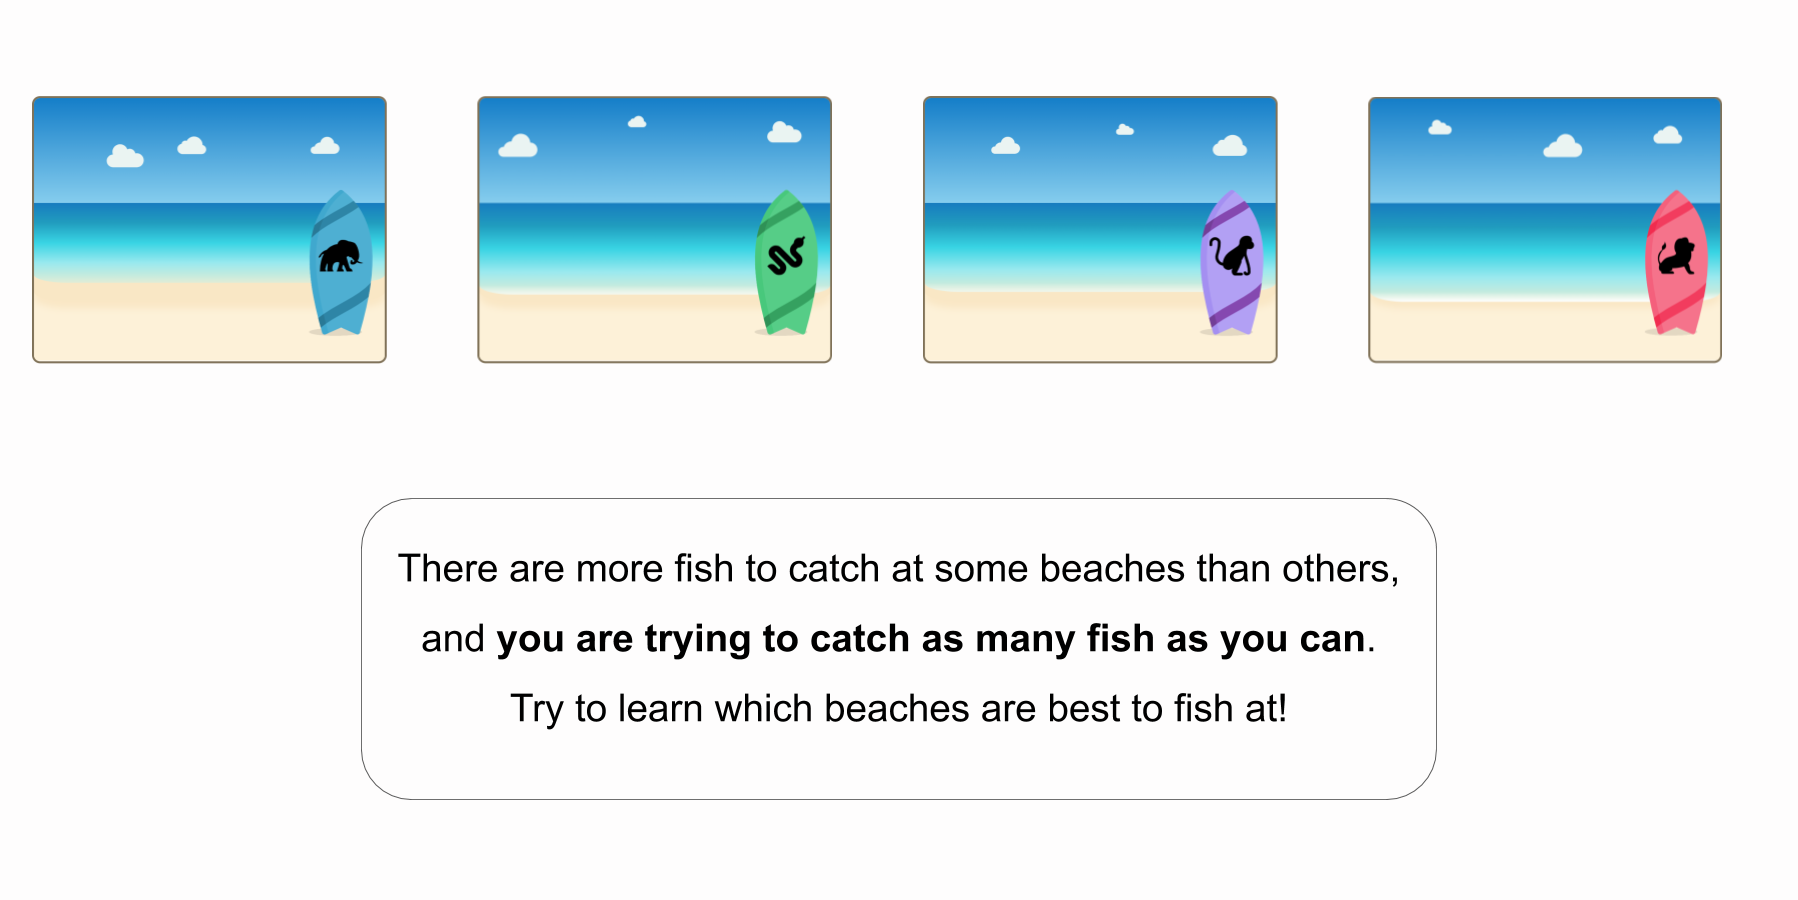 There are more fish to catch at some beaches than others,
and you are trying to catch as many fish as you can.
Try to learn which beaches are best to fish at!